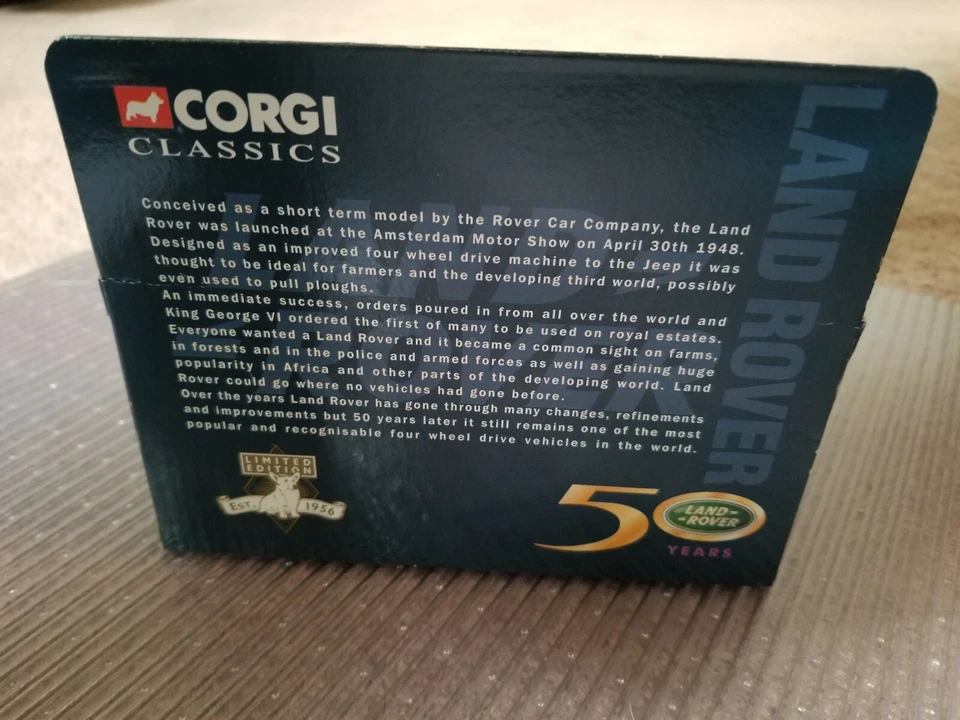 CORGI
CLASSICS
LAND ROVER
Conceived as a short term model by the Rover Car Company, the Land
Rover was launched at the Amsterdam Motor Show on April 30th 1948.
Designed as an improved four wheel drive machine to the Jeep it was
thought to be ideal for farmers and the developing third world, possibly
even used to pull ploughs.
An immediate success, orders poured in from all over the world and
King George VI ordered the first of many to be used on royal estates.
Everyone wanted a Land Rover and it became a common sight on farms,
in forests and in the police and armed forces as well as gaining huge
popularity in Africa and other parts of the developing world. Land
Rover could go where no vehicles had gone before.
Over the years Land Rover has gone through many changes, refinements
and improvements but 50 years later it still remains one of the most
popular and recognisable four wheel drive vehicles in the world.
LAND
ROVER
LIMITED
EDITION
EST. 1956
50
LAND-
-ROVER
YEARS